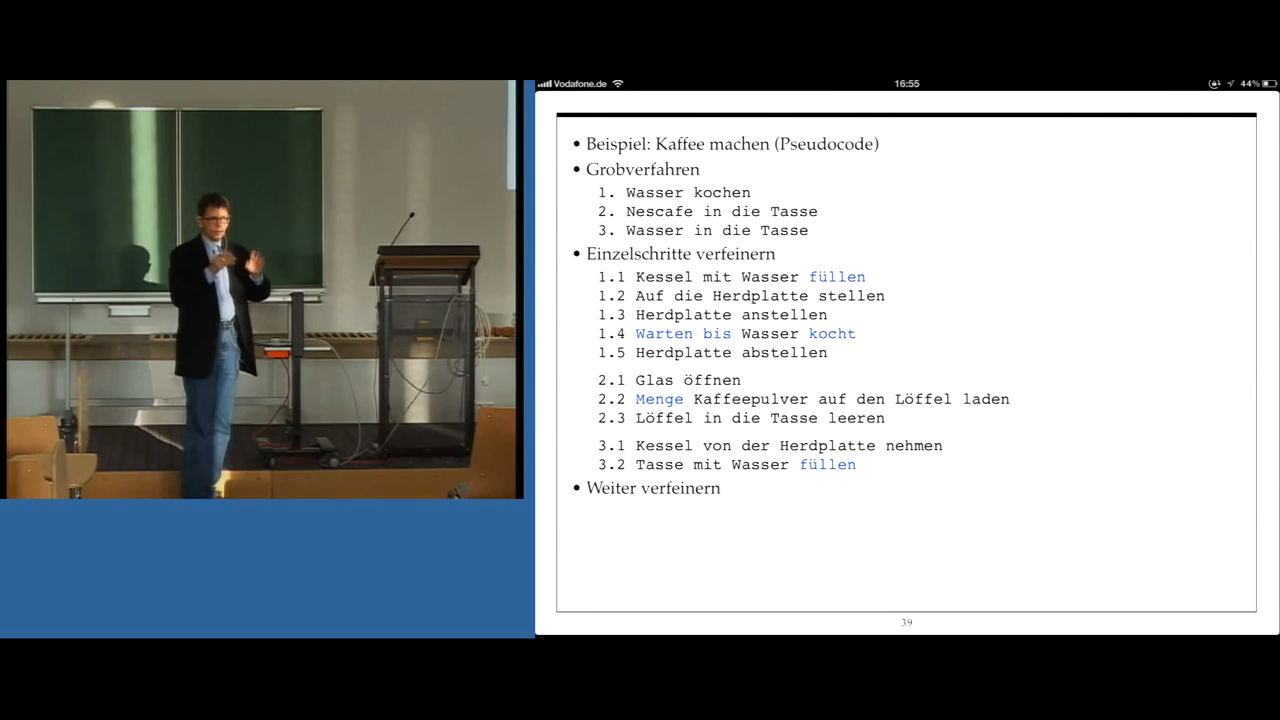 Vodafone.de
16:55
44%
• Beispiel: Kaffee machen (Pseudocode)
• Grobverfahren
1. Wasser kochen
2. Nescafe in die Tasse
3. Wasser in die Tasse
• Einzelschritte verfeinern
1.1 Kessel mit Wasser füllen
1.2 Auf die Herdplatte stellen
1.3 Herdplatte anstellen
1.4 Warten bis Wasser kocht
1.5 Herdplatte abstellen
2.1 Glas öffnen
2.2 Menge Kaffeepulver auf den Löffel laden
2.3 Löffel in die Tasse leeren
3.1 Kessel von der Herdplatte nehmen
3.2 Tasse mit Wasser füllen
• Weiter verfeinern
39